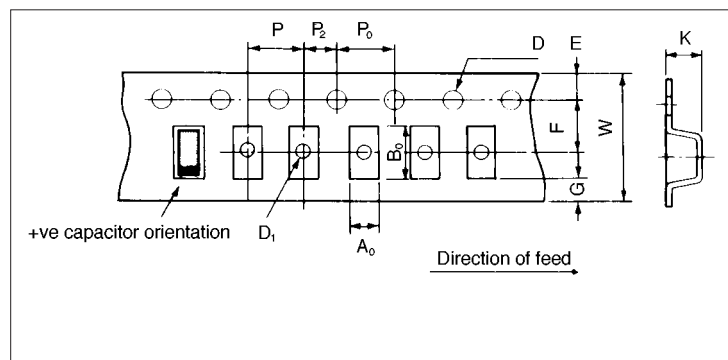 P P₂ P₀ D E K
F W
B₀
G
+ve capacitor orientation D₁
A₀
Direction of feed